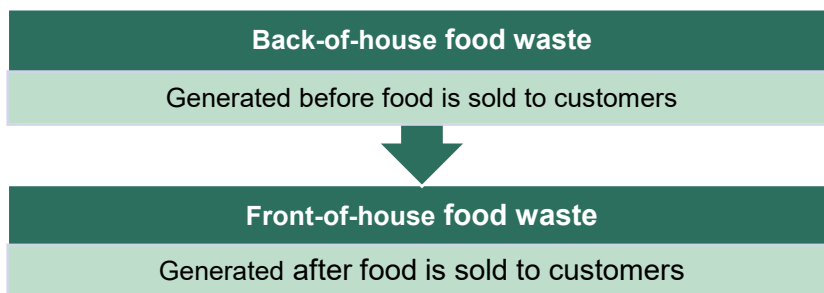 Back-of-house food waste
Generated before food is sold to customers
Front-of-house food waste
Generated after food is sold to customers